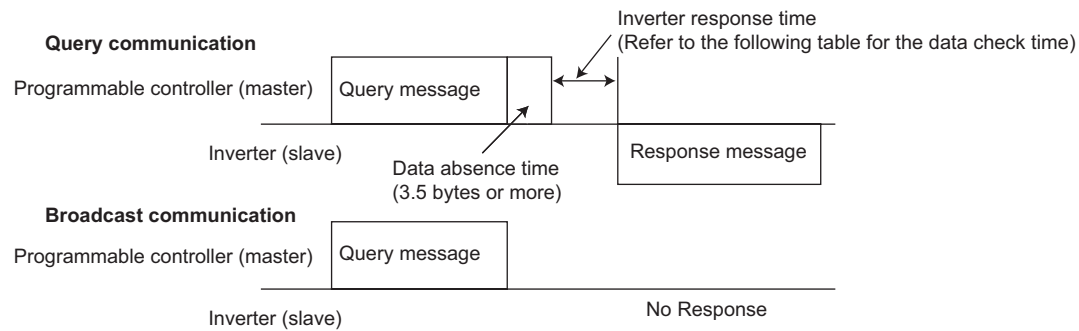 Inverter response time
(Refer to the following table for the data check time)
Query communication
Programmable controller (master)
Query message
Inverter (slave)
Data absence time
(3.5 bytes or more)
Response message
Broadcast communication
Programmable controller (master)
Query message
Inverter (slave)
No Response